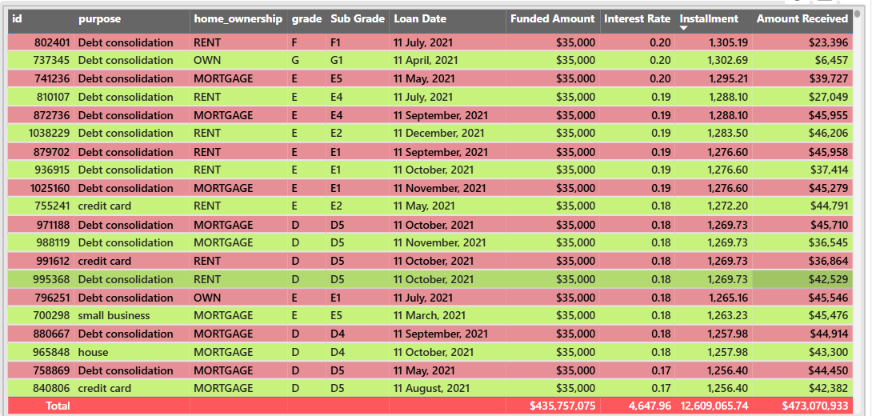 id purpose home_ownership grade Sub Grade Loan Date Funded Amount Interest Rate Installment Amount Received
802401 Debt consolidation RENT F F1 11 July, 2021 $35,000 0.20 1,305.19 $23,396
737345 Debt consolidation OWN G G1 11 April, 2021 $35,000 0.20 1,302.69 $6,457
741236 Debt consolidation MORTGAGE E E5 11 May, 2021 $35,000 0.20 1,295.21 $39,727
810107 Debt consolidation RENT E E4 11 July, 2021 $35,000 0.19 1,288.10 $27,049
872736 Debt consolidation MORTGAGE E E4 11 September, 2021 $35,000 0.19 1,288.10 $45,955
1038229 Debt consolidation RENT E E2 11 December, 2021 $35,000 0.19 1,283.50 $46,206
879702 Debt consolidation RENT E E1 11 September, 2021 $35,000 0.19 1,276.60 $45,958
936915 Debt consolidation RENT E E1 11 October, 2021 $35,000 0.19 1,276.60 $37,414
1025160 Debt consolidation MORTGAGE E E1 11 November, 2021 $35,000 0.19 1,276.60 $45,279
755241 credit card RENT E E2 11 May, 2021 $35,000 0.18 1,272.20 $44,791
971188 Debt consolidation MORTGAGE D D5 11 October, 2021 $35,000 0.18 1,269.73 $45,710
988119 Debt consolidation MORTGAGE D D5 11 November, 2021 $35,000 0.18 1,269.73 $36,545
991612 credit card RENT D D5 11 October, 2021 $35,000 0.18 1,269.73 $36,864
995368 Debt consolidation RENT D D5 11 October, 2021 $35,000 0.18 1,269.73 $42,529
796251 Debt consolidation OWN E E1 11 July, 2021 $35,000 0.18 1,265.16 $45,546
700298 small business MORTGAGE E E5 11 March, 2021 $35,000 0.18 1,263.23 $45,476
880667 Debt consolidation MORTGAGE D D4 11 September, 2021 $35,000 0.18 1,257.98 $44,914
965848 house MORTGAGE D D4 11 October, 2021 $35,000 0.18 1,257.98 $43,300
758869 Debt consolidation MORTGAGE D D5 11 May, 2021 $35,000 0.17 1,256.40 $44,450
840806 credit card MORTGAGE D D5 11 August, 2021 $35,000 0.17 1,256.40 $42,382
Total $435,757,075 4,647.96 12,609,065.74 $473,070,933